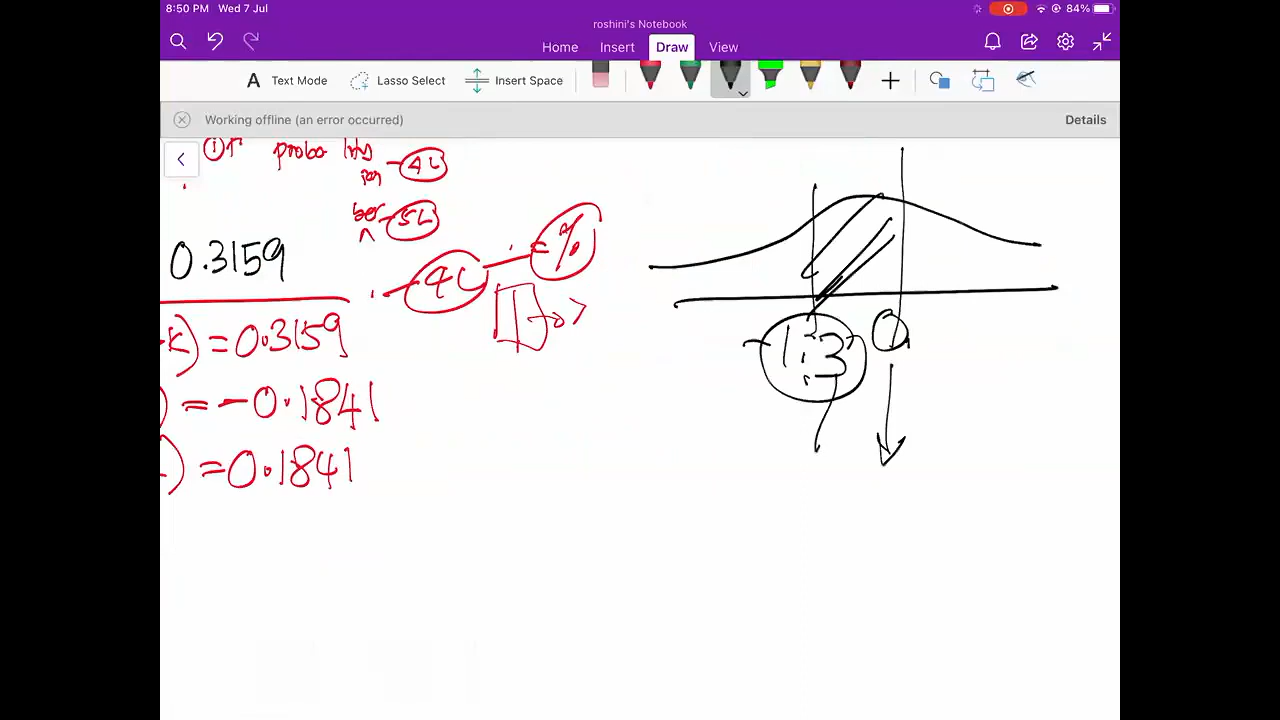 8:50 PM Wed 7 Jul
84%
roshini's Notebook
Home Insert Draw View
Text Mode Lasso Select Insert Space
Working offline (an error occurred) Details
0.3159
K) = 0.3159
) = -0.1841
) = 0.1841
%
-1.3 0